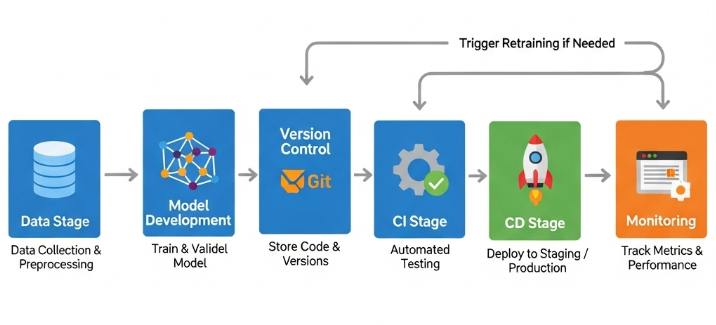 Trigger Retraining if Needed
Data Stage
Data Collection &
Preprocessing
Model
Development
Train & Validel
Model
Version
Control
Git
Store Code &
Versions
CI Stage
Automated
Testing
CD Stage
Deploy to Staging /
Production
Monitoring
Track Metrics &
Performance